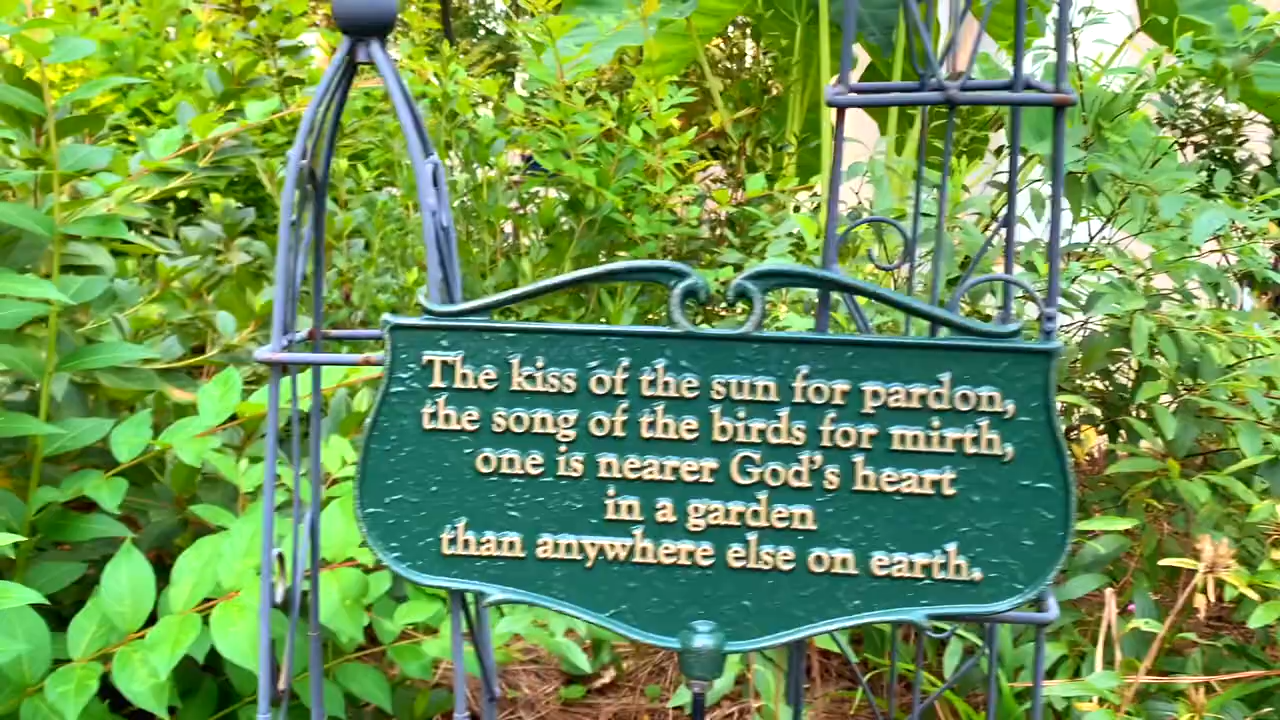 The kiss of the sun for pardon,
the song of the birds for mirth,
one is nearer God's heart
in a garden
than anywhere else on earth.